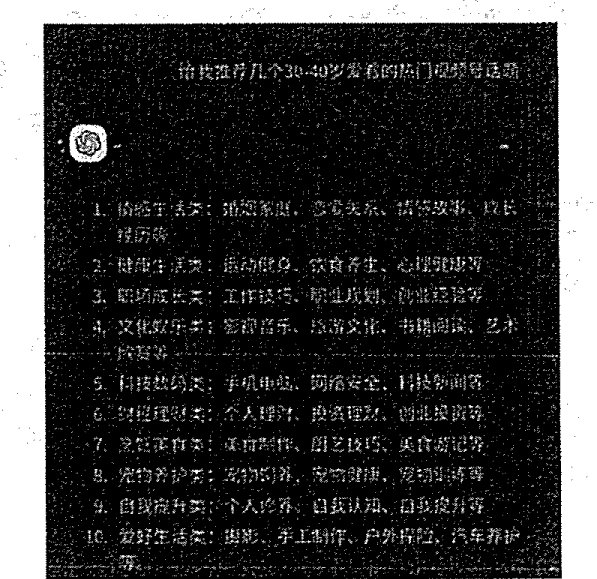 给我推荐几个30-40岁爱看的热门视频号话题
1. 情感生活类：婚姻家庭、恋爱关系、情感故事、成长
经历等
2. 健康生活类：运动健身、饮食养生、心理健康等
3. 职场成长类：工作技巧、职业规划、创业经验等
4. 文化娱乐类：影视音乐、旅游文化、书籍阅读、艺术
欣赏等
5. 科技数码类：手机电脑、网络安全、科技新闻等
6. 财经理财类：个人理财、投资理财、创业投资等
7. 烹饪美食类：美食制作、厨艺技巧、美食游记等
8. 宠物养护类：宠物饲养、宠物健康、宠物训练等
9. 自我提升类：个人修养、自我认知、自我提升等
10. 爱好生活类：摄影、手工制作、户外探险、汽车养护
等